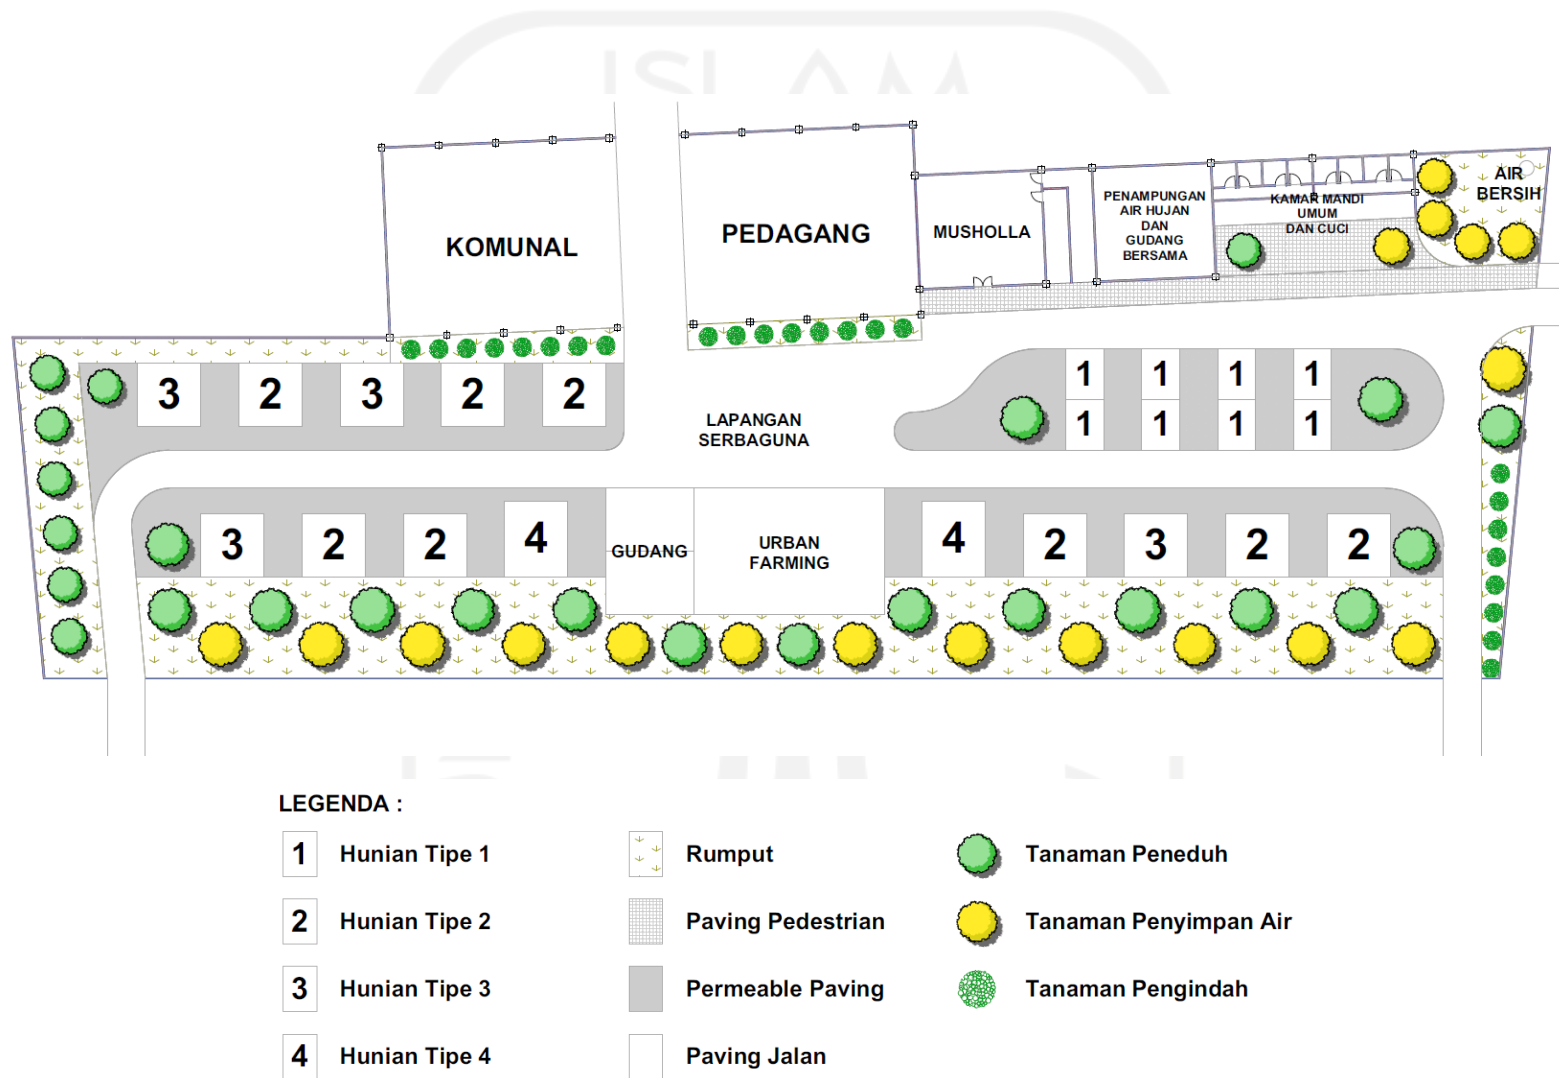 ISLAM
KOMUNAL
PEDAGANG
MUSHOLLA
PENAMPUNGAN
AIR HUJAN
DAN
GUDANG
BERSAMA
KAMAR MANDI
UMUM
DAN CUCI
AIR
BERSIH
3 2 3 2 2
LAPANGAN
SERBAGUNA
1 1 1 1
1 1 1 1
3 2 2 4
GUDANG
URBAN
FARMING
4 2 3 2 2
LEGENDA :
1 Hunian Tipe 1
2 Hunian Tipe 2
3 Hunian Tipe 3
4 Hunian Tipe 4
Rumput
Paving Pedestrian
Permeable Paving
Paving Jalan
Tanaman Peneduh
Tanaman Penyimpan Air
Tanaman Pengindah